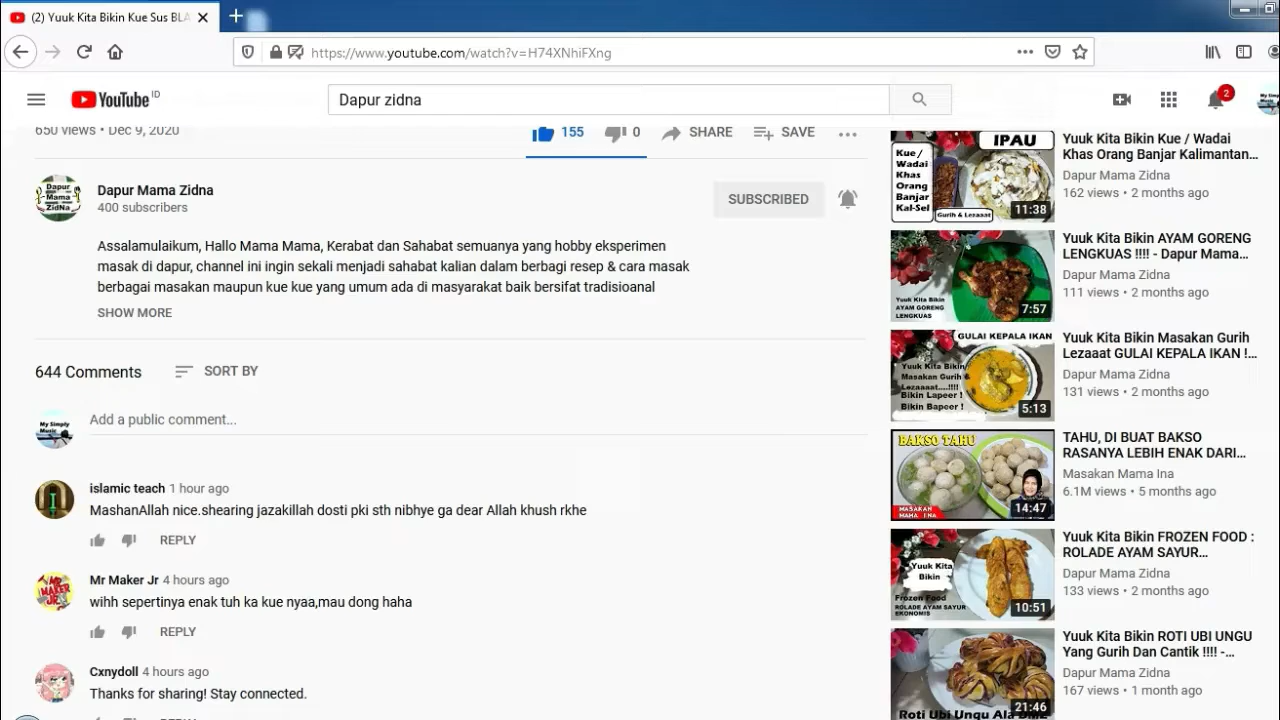 (2) Yuuk Kita Bikin Kue Sus BLA
https://www.youtube.com/watch?v=H74XNhiFXng
YouTube ID
Dapur zidna
2
650 views • Dec 9, 2020
155
0
SHARE
SAVE
Dapur Mama ZidNa
Dapur Mama Zidna
400 subscribers
SUBSCRIBED
Assalamulaikum, Hallo Mama Mama, Kerabat dan Sahabat semuanya yang hobby eksperimen
masak di dapur, channel ini ingin sekali menjadi sahabat kalian dalam berbagi resep & cara masak
berbagai masakan maupun kue kue yang umum ada di masyarakat baik bersifat tradisioanal
SHOW MORE
644 Comments
SORT BY
My Simply
Music
Add a public comment...
islamic teach 1 hour ago
MashanAllah nice.shearing jazakillah dosti pki sth nibhye ga dear Allah khush rkhe
REPLY
Mr Maker Jr 4 hours ago
wihh sepertinya enak tuh ka kue nyaa,mau dong haha
REPLY
Cxnydoll 4 hours ago
Thanks for sharing! Stay connected.
IPAU
Kue /
Wadai
Khas
Orang
Banjar
Kal-Sel
Gurih & Lezaaat
11:38
Yuuk Kita Bikin Kue / Wadai
Khas Orang Banjar Kalimantan...
Dapur Mama Zidna
162 views • 2 months ago
Yuuk Kita Bikin
AYAM GORENG
LENGKUAS
7:57
Yuuk Kita Bikin AYAM GORENG
LENGKUAS !!!! - Dapur Mama...
Dapur Mama Zidna
111 views • 2 months ago
GULAI KEPALA IKAN
Yuuk Kita Bikin
Masakan Gurih
Lezaaat....!!!!
Bikin Lapeer !
Bikin Bapeer !
5:13
Yuuk Kita Bikin Masakan Gurih
Lezaaat GULAI KEPALA IKAN !...
Dapur Mama Zidna
131 views • 2 months ago
BAKSO TAHU
MASAKAN
MAMA INA
14:47
TAHU, DI BUAT BAKSO
RASANYA LEBIH ENAK DARI...
Masakan Mama Ina
6.1M views • 5 months ago
Yuuk Kita
Bikin
Frozen Food
ROLADE AYAM SAYUR
EKONOMIS
10:51
Yuuk Kita Bikin FROZEN FOOD :
ROLADE AYAM SAYUR...
Dapur Mama Zidna
133 views • 2 months ago
Roti Ubi Ungu Ala
21:46
Yuuk Kita Bikin ROTI UBI UNGU
Yang Gurih Dan Cantik !!!! -...
Dapur Mama Zidna
167 views • 1 month ago